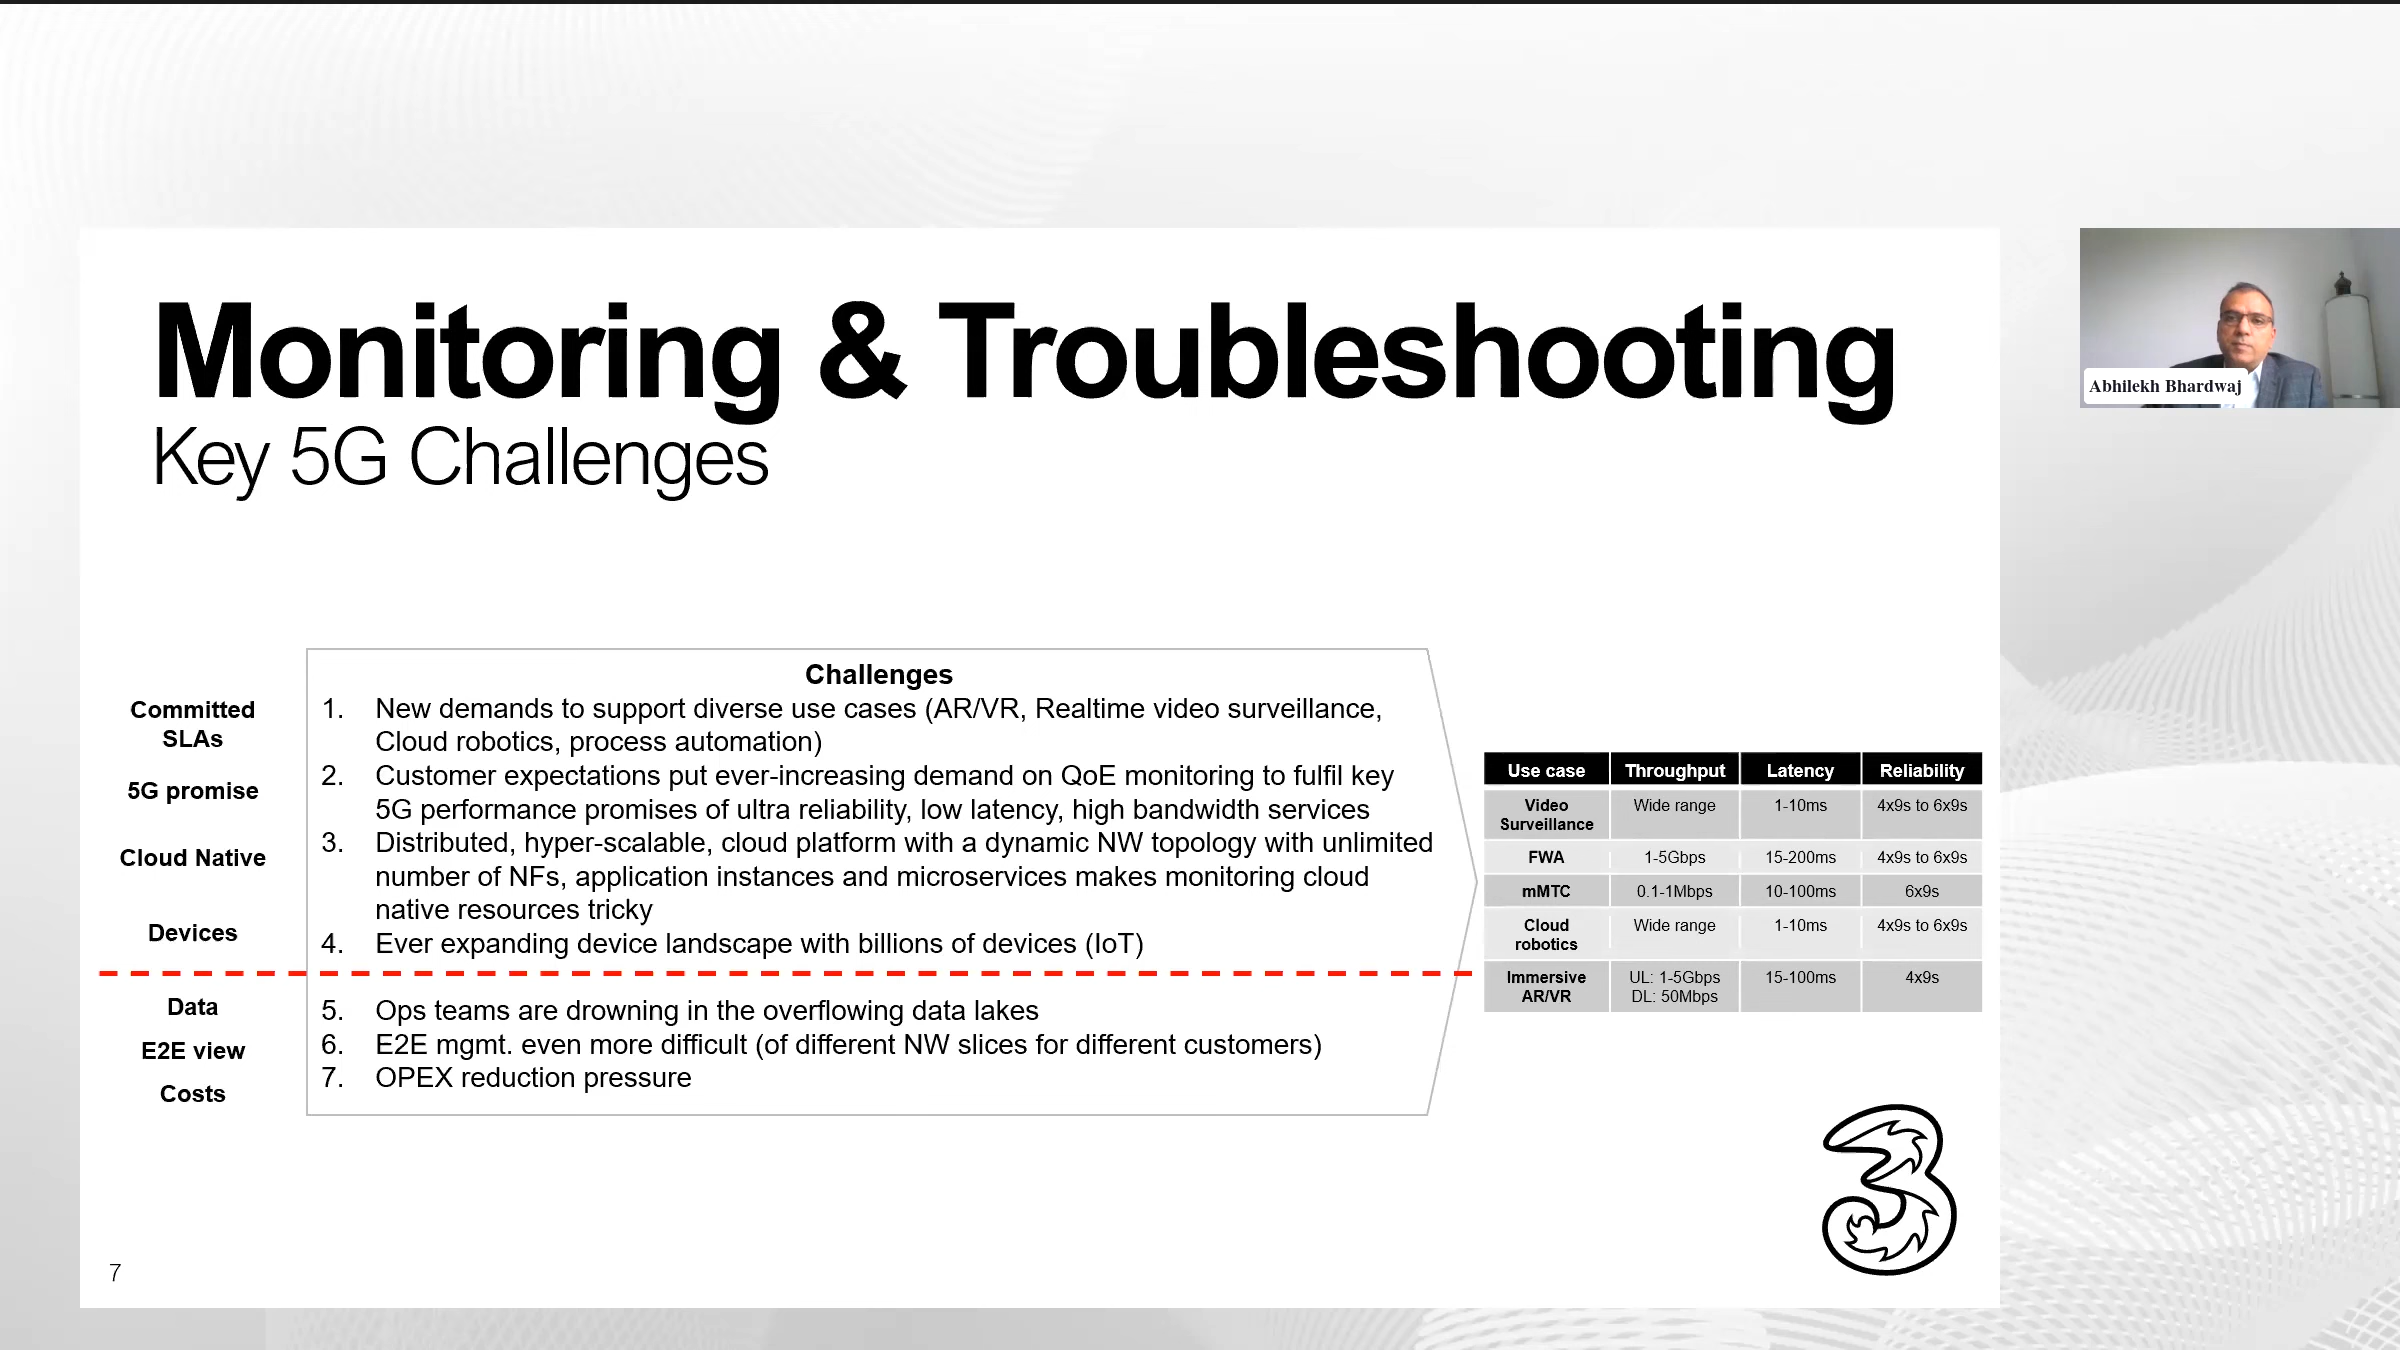 Monitoring & Troubleshooting
Key 5G Challenges
Abhilekh Bhardwaj
Committed
SLAs
5G promise
Cloud Native
Devices
Data
E2E view
Costs
Challenges
1. New demands to support diverse use cases (AR/VR, Realtime video surveillance,
Cloud robotics, process automation)
2. Customer expectations put ever-increasing demand on QoE monitoring to fulfil key
5G performance promises of ultra reliability, low latency, high bandwidth services
3. Distributed, hyper-scalable, cloud platform with a dynamic NW topology with unlimited
number of NFs, application instances and microservices makes monitoring cloud
native resources tricky
4. Ever expanding device landscape with billions of devices (IoT)
5. Ops teams are drowning in the overflowing data lakes
6. E2E mgmt. even more difficult (of different NW slices for different customers)
7. OPEX reduction pressure
Use case Throughput Latency Reliability
Video Surveillance Wide range 1-10ms 4x9s to 6x9s
FWA 1-5Gbps 15-200ms 4x9s to 6x9s
mMTC 0.1-1Mbps 10-100ms 6x9s
Cloud robotics Wide range 1-10ms 4x9s to 6x9s
Immersive UL: 1-5Gbps 15-100ms 4x9s
AR/VR DL: 50Mbps
3
7